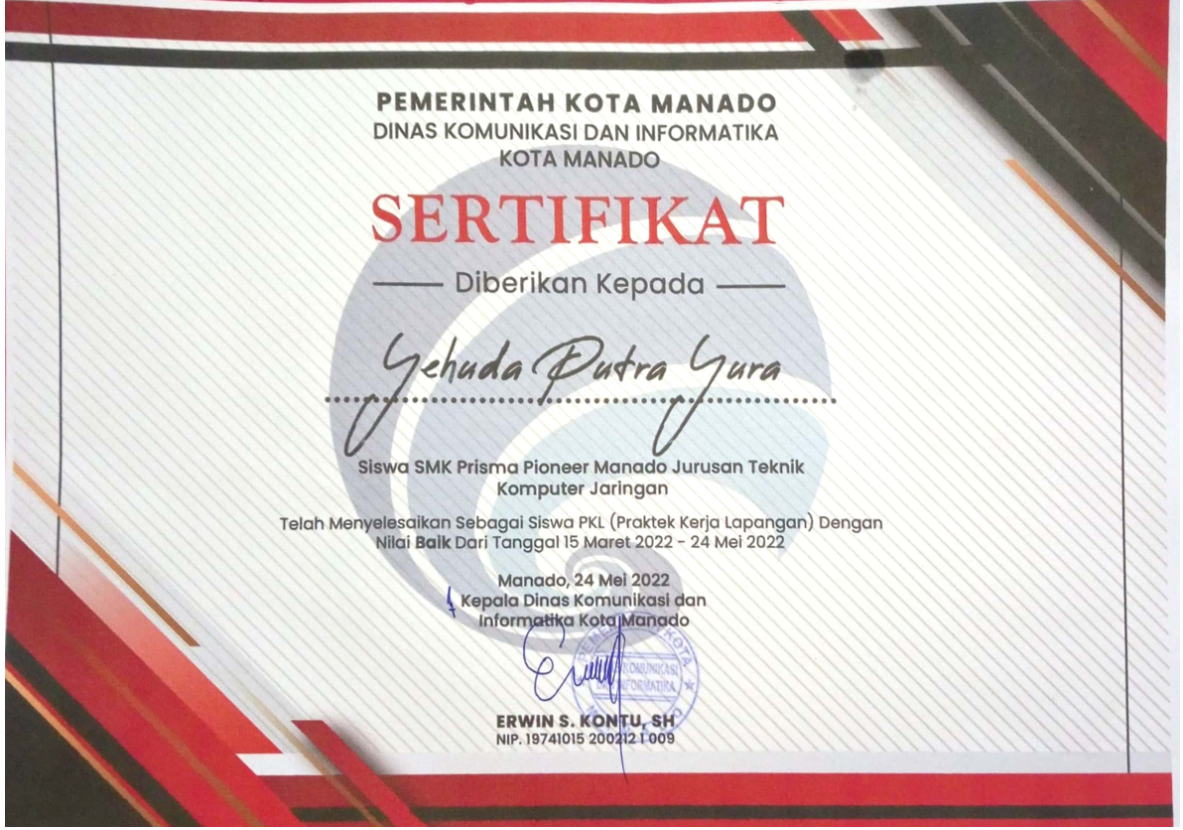 PEMERINTAH KOTA MANADO
DINAS KOMUNIKASI DAN INFORMATIKA
KOTA MANADO
SERTIFIKAT
Diberikan Kepada
Yehuda Putra Yura
Siswa SMK Prisma Pioneer Manado Jurusan Teknik
Komputer Jaringan
Telah Menyelesaikan Sebagai Siswa PKL (Praktek Kerja Lapangan) Dengan
Nilai Baik Dari Tanggal 15 Maret 2022 - 24 Mei 2022
Manado, 24 Mei 2022
Kepala Dinas Komunikasi dan
Informatika Kota Manado
KOMUNIKASI
INFORMATIKA
ERWIN S. KONTU, SH
NIP. 19741015 200212 1 009